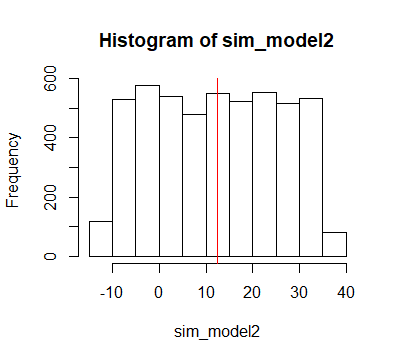 Histogram of sim_model2
Frequency
600
400
200
0
-10 0 10 20 30 40
sim_model2